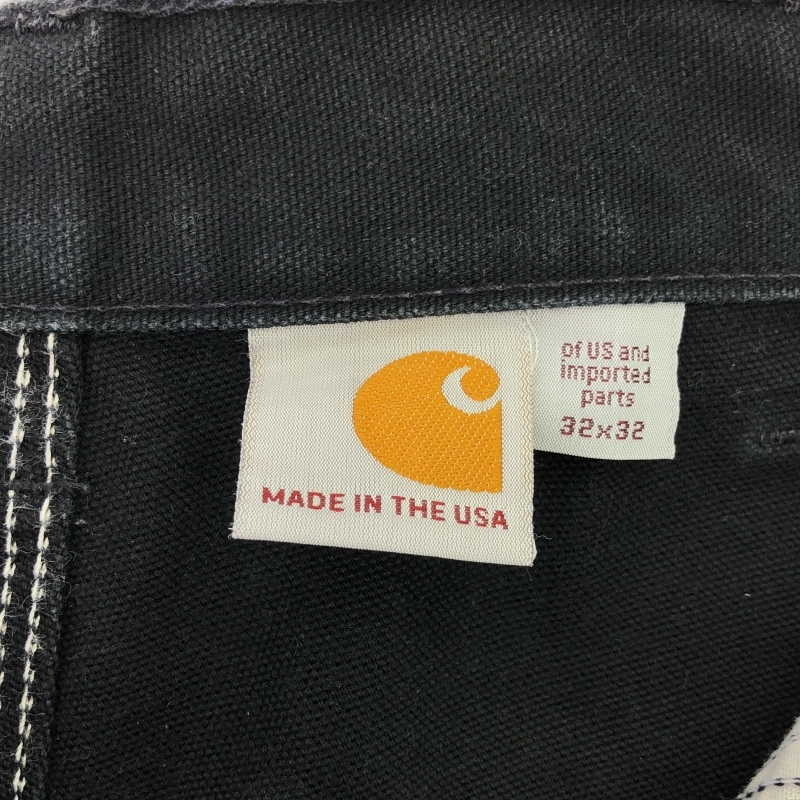 MADE IN THE USA
of US and
imported
parts
32x32